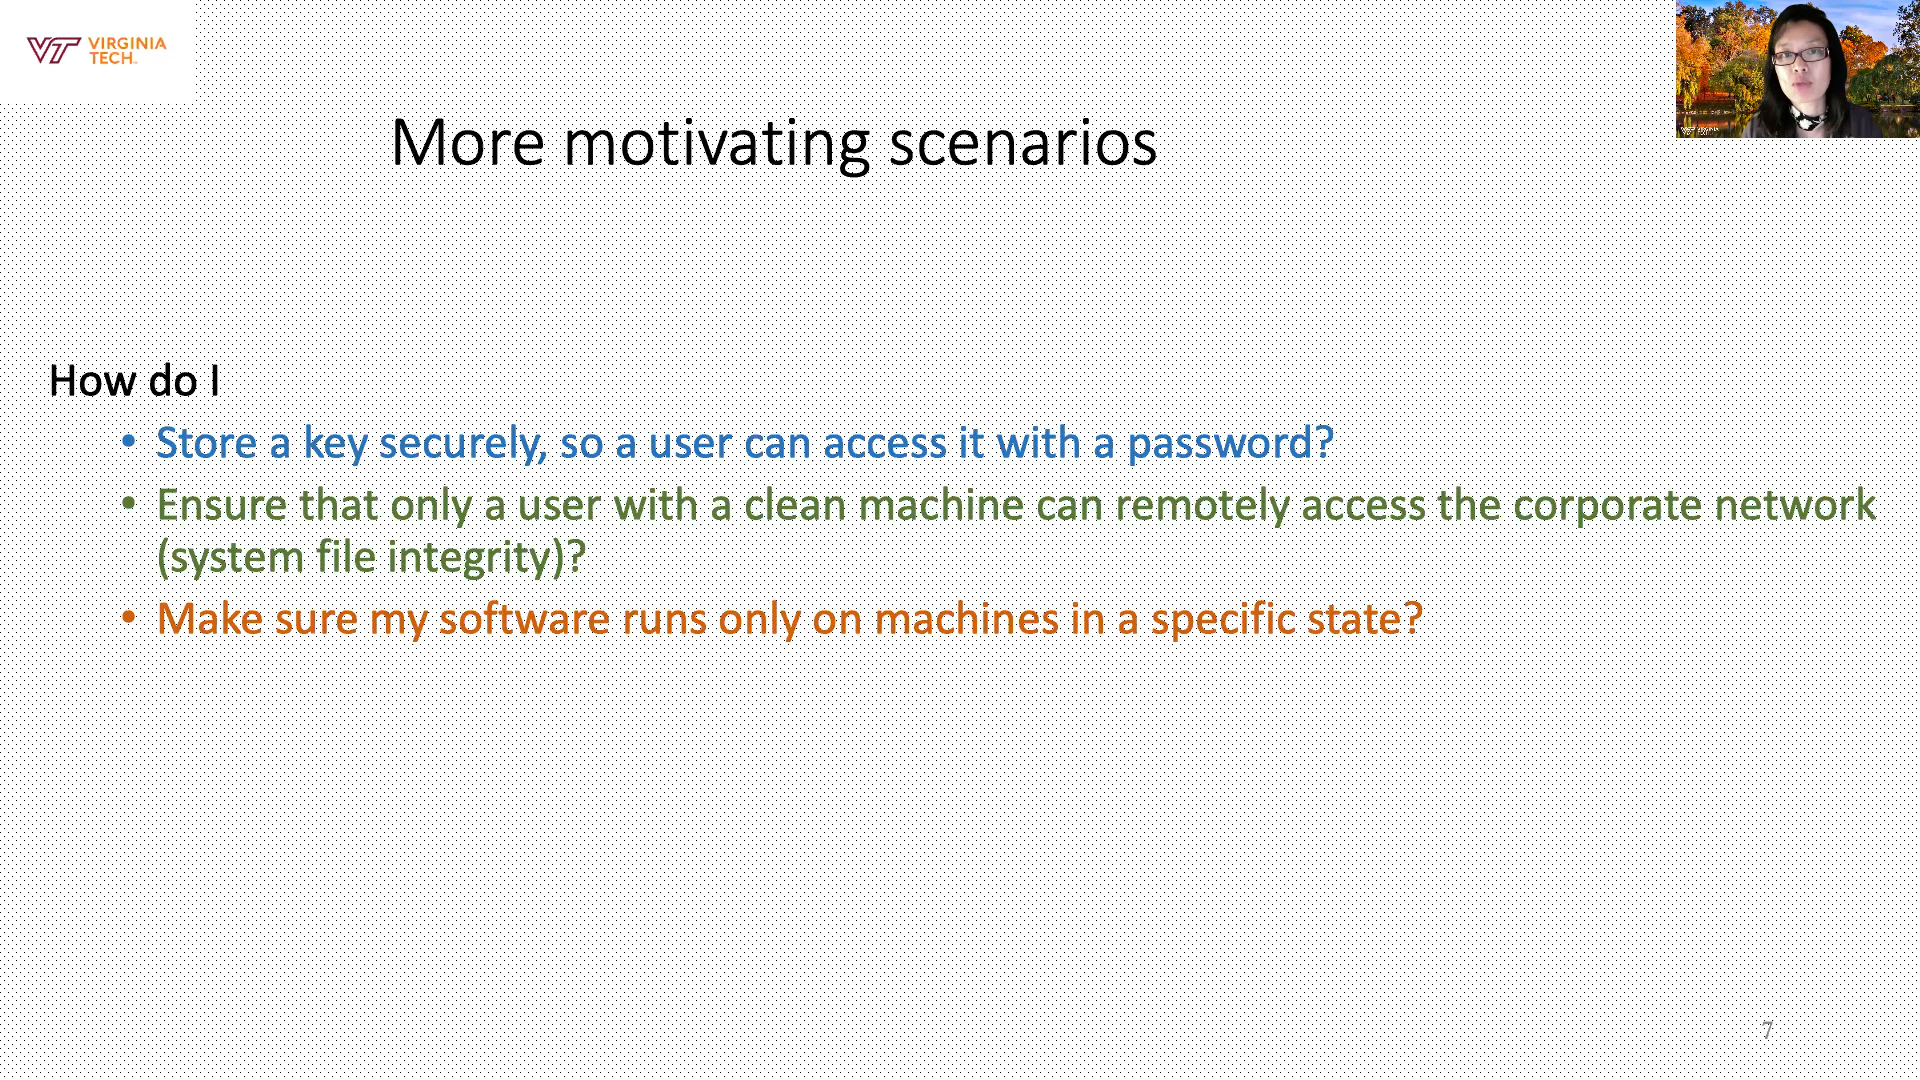 VT VIRGINIA
TECH
More motivating scenarios
How do I
• Store a key securely, so a user can access it with a password?
• Ensure that only a user with a clean machine can remotely access the corporate network
(system file integrity)?
• Make sure my software runs only on machines in a specific state?
7